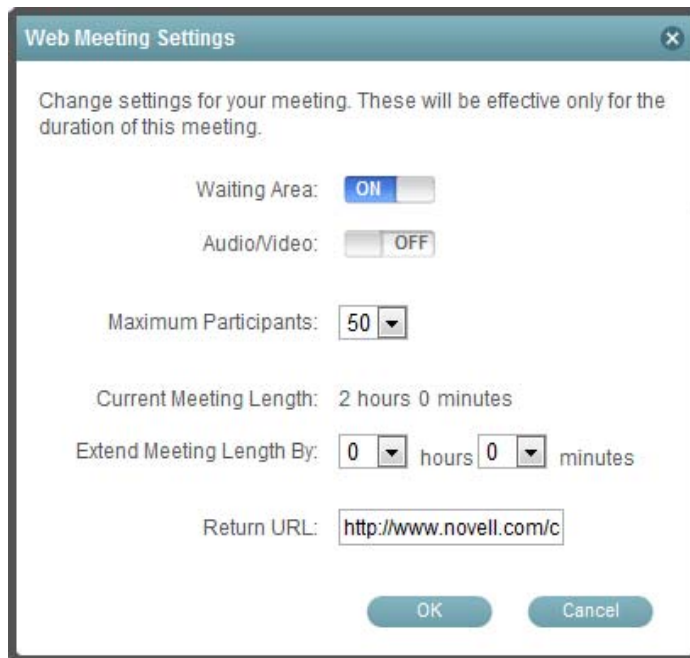 Web Meeting Settings
Change settings for your meeting. These will be effective only for the
duration of this meeting.
Waiting Area: ON
Audio/Video: OFF
Maximum Participants: 50
Current Meeting Length: 2 hours 0 minutes
Extend Meeting Length By: 0 hours 0 minutes
Return URL: http://www.novell.com/c
OK Cancel